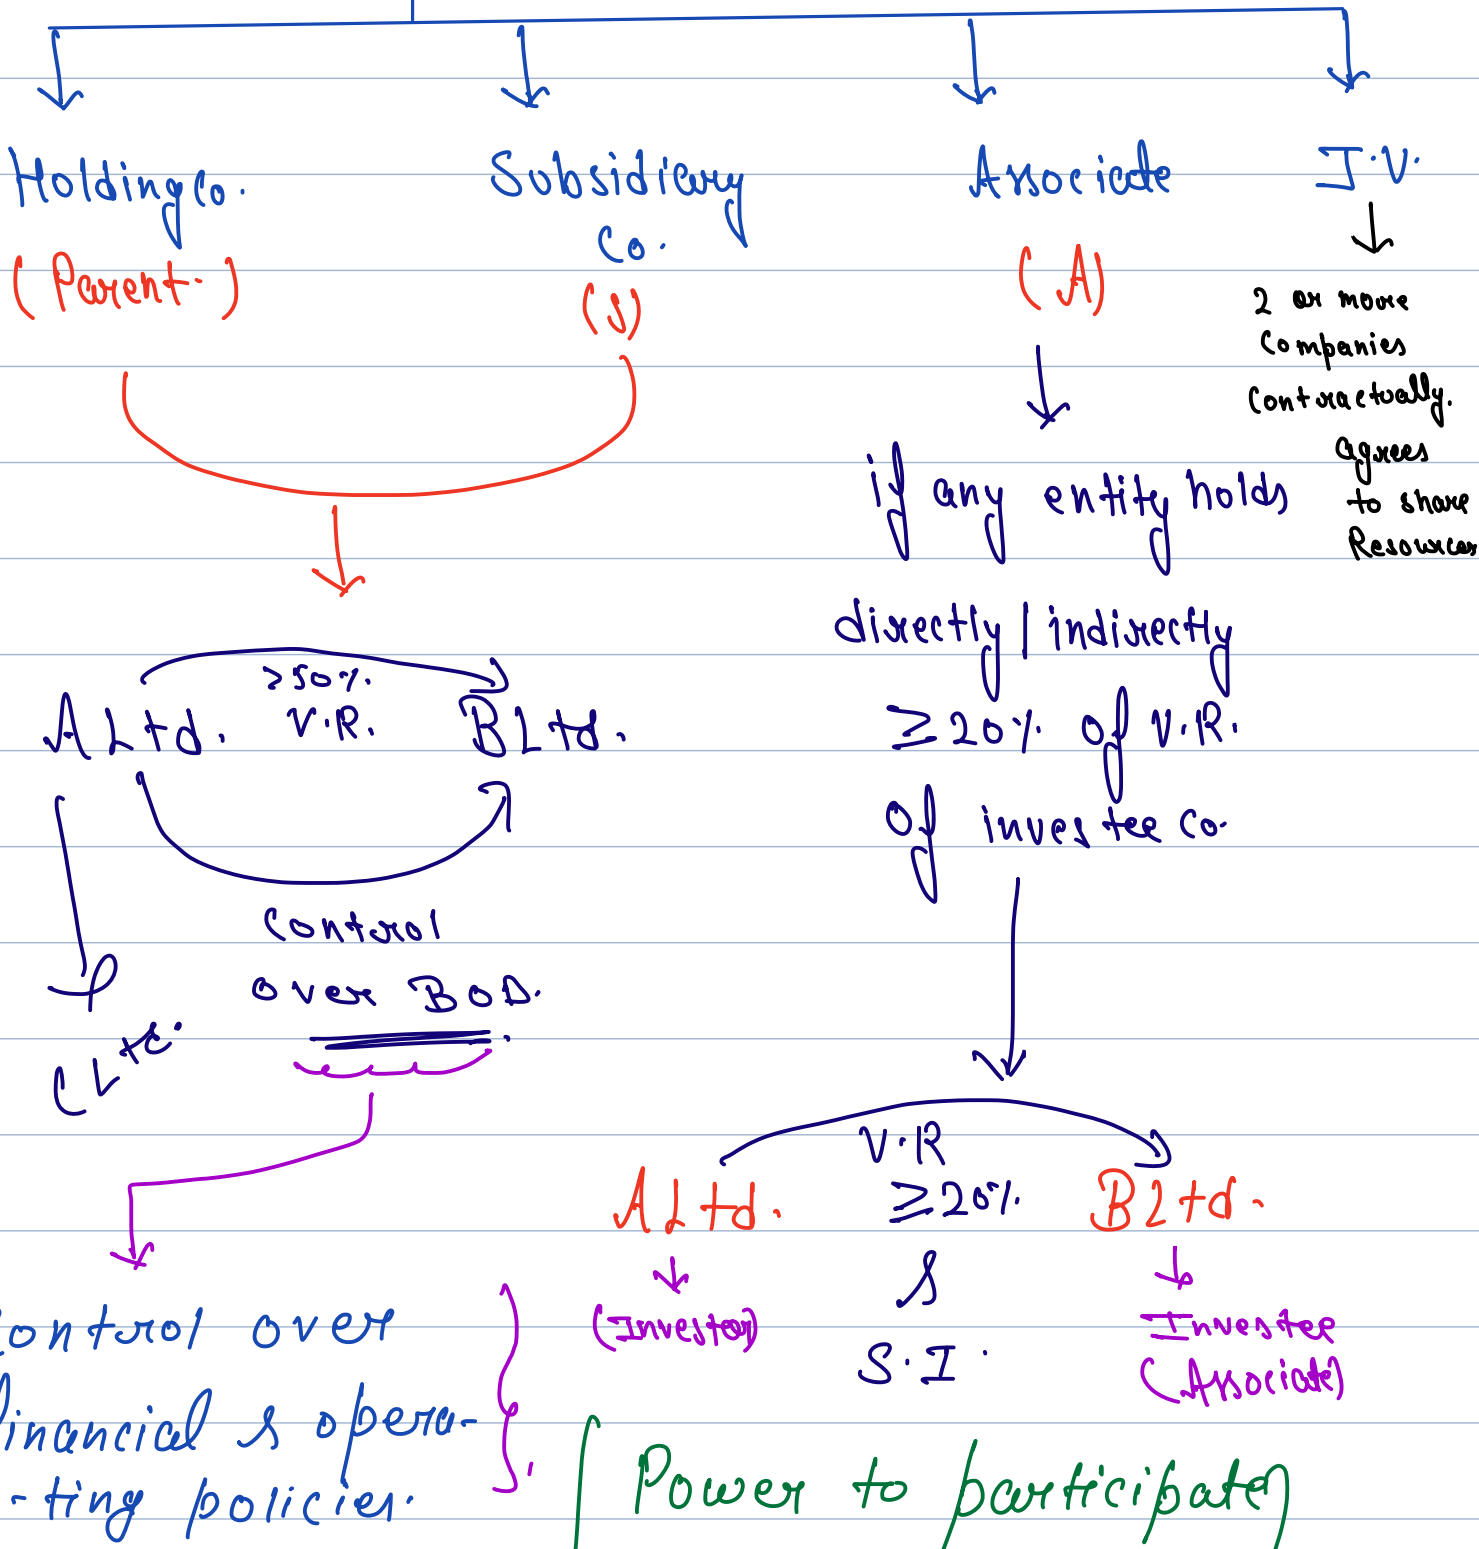 Holding Co.
(Parent.)
Subsidiary
Co.
(S)
Associate
(A)
J.V.
2 or more
Companies
Contractually.
agrees
to share
Resources
if any entity holds
directly / indirectly
≥ 20% of V.R.
of investee Co.
>50%.
V.R.
A Ltd.
B Ltd.
Control
over BOD.
C Ltd.
Control over
financial & opera-
-ting policies.
V.R
≥20%
&
S.I.
A Ltd.
(Investor)
B Ltd.
Investee
(Associate)
Power to participate